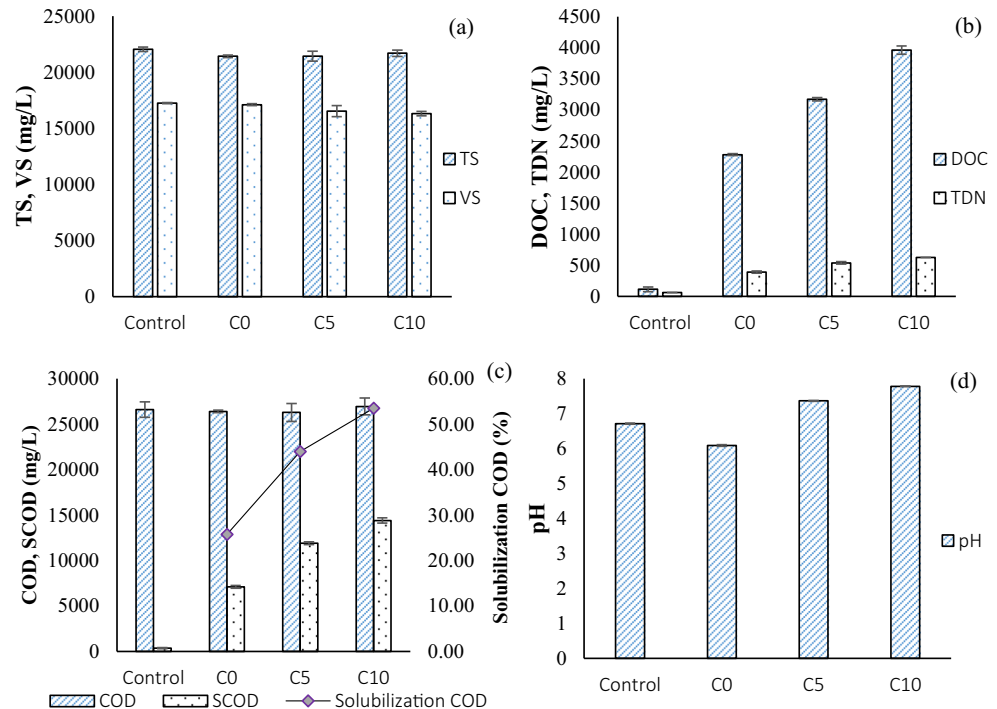 (a)
TS, VS (mg/L)
25000
20000
15000
10000
5000
0
Control C0 C5 C10
TS
VS
(b)
DOC, TDN (mg/L)
4500
4000
3500
3000
2500
2000
1500
1000
500
0
Control C0 C5 C10
DOC
TDN
(c)
COD, SCOD (mg/L)
30000
25000
20000
15000
10000
5000
0
Control C0 C5 C10
60.00
50.00
40.00
30.00
20.00
10.00
0.00
Solubilization COD (%)
COD SCOD Solubilization COD
(d)
pH
8
7
6
5
4
3
2
1
0
Control C0 C5 C10
pH